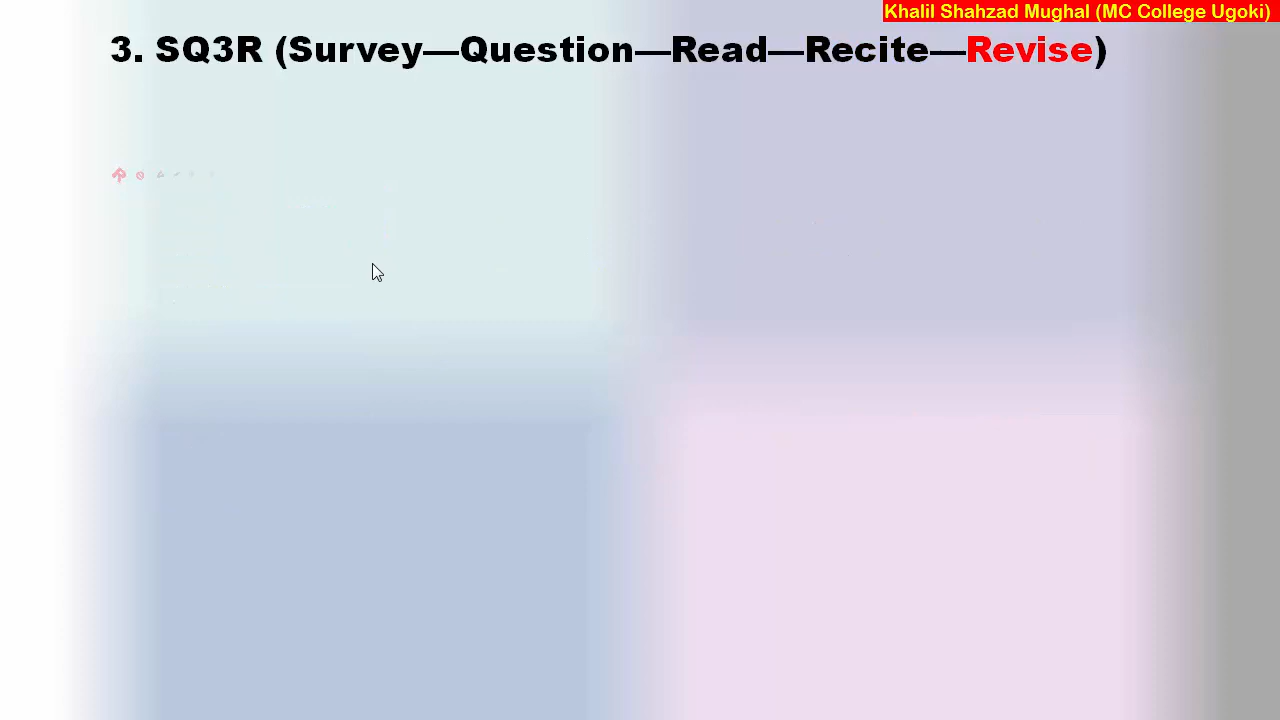 Khalil Shahzad Mughal (MC College Ugoki)
3. SQ3R (Survey—Question—Read—Recite—Revise)